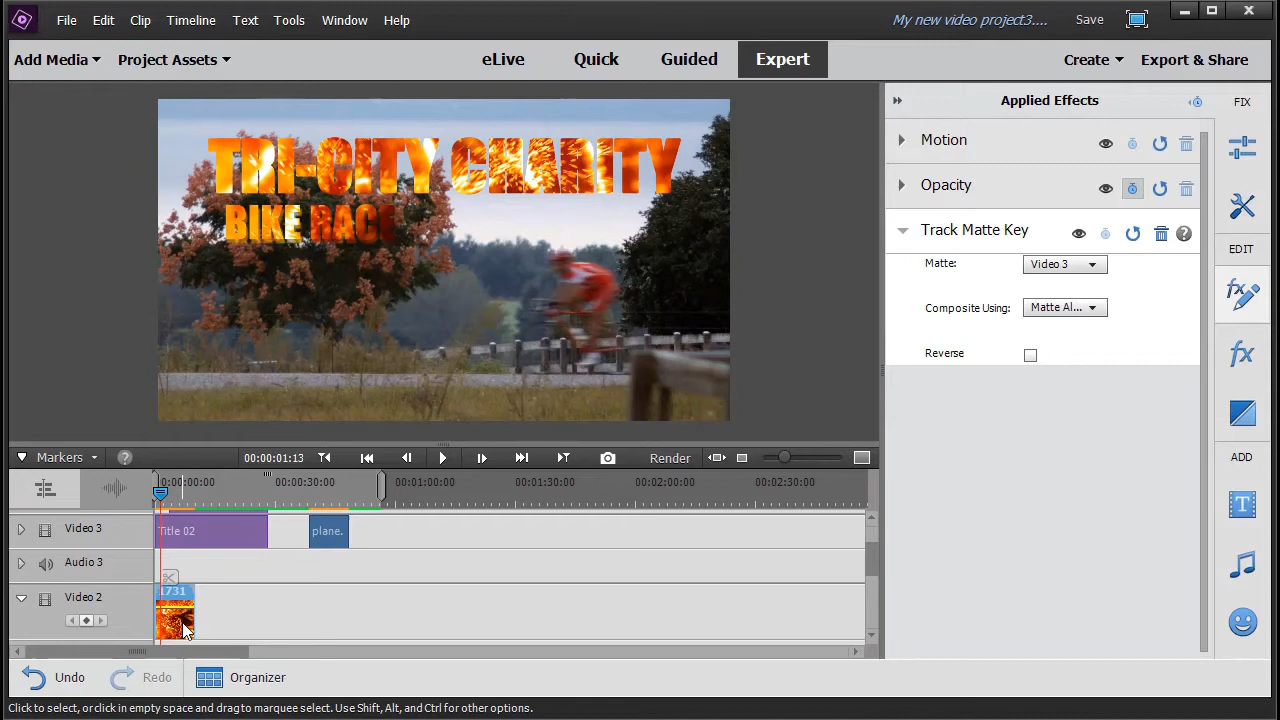 File Edit Clip Timeline Text Tools Window Help My new video project3.... Save
Add Media Project Assets eLive Quick Guided Expert Create Export & Share
Applied Effects FIX
TRI-CITY CHARITY
BIKE RACE
Motion
Opacity
Track Matte Key
EDIT
Matte: Video 3
Composite Using: Matte Al...
Reverse
fx
fx
ADD
T
Markers 00:00:01:13 Render
0:00:00:00 00:00:30:00 00:01:00:00 00:01:30:00 00:02:00:00 00:02:30:00
Video 3 Title 02 plane.
Audio 3
Video 2 1731
Undo Redo Organizer
Click to select, orclick in empty space and drag to marquee select. Use Shift, Alt, and Ctrl for other options.